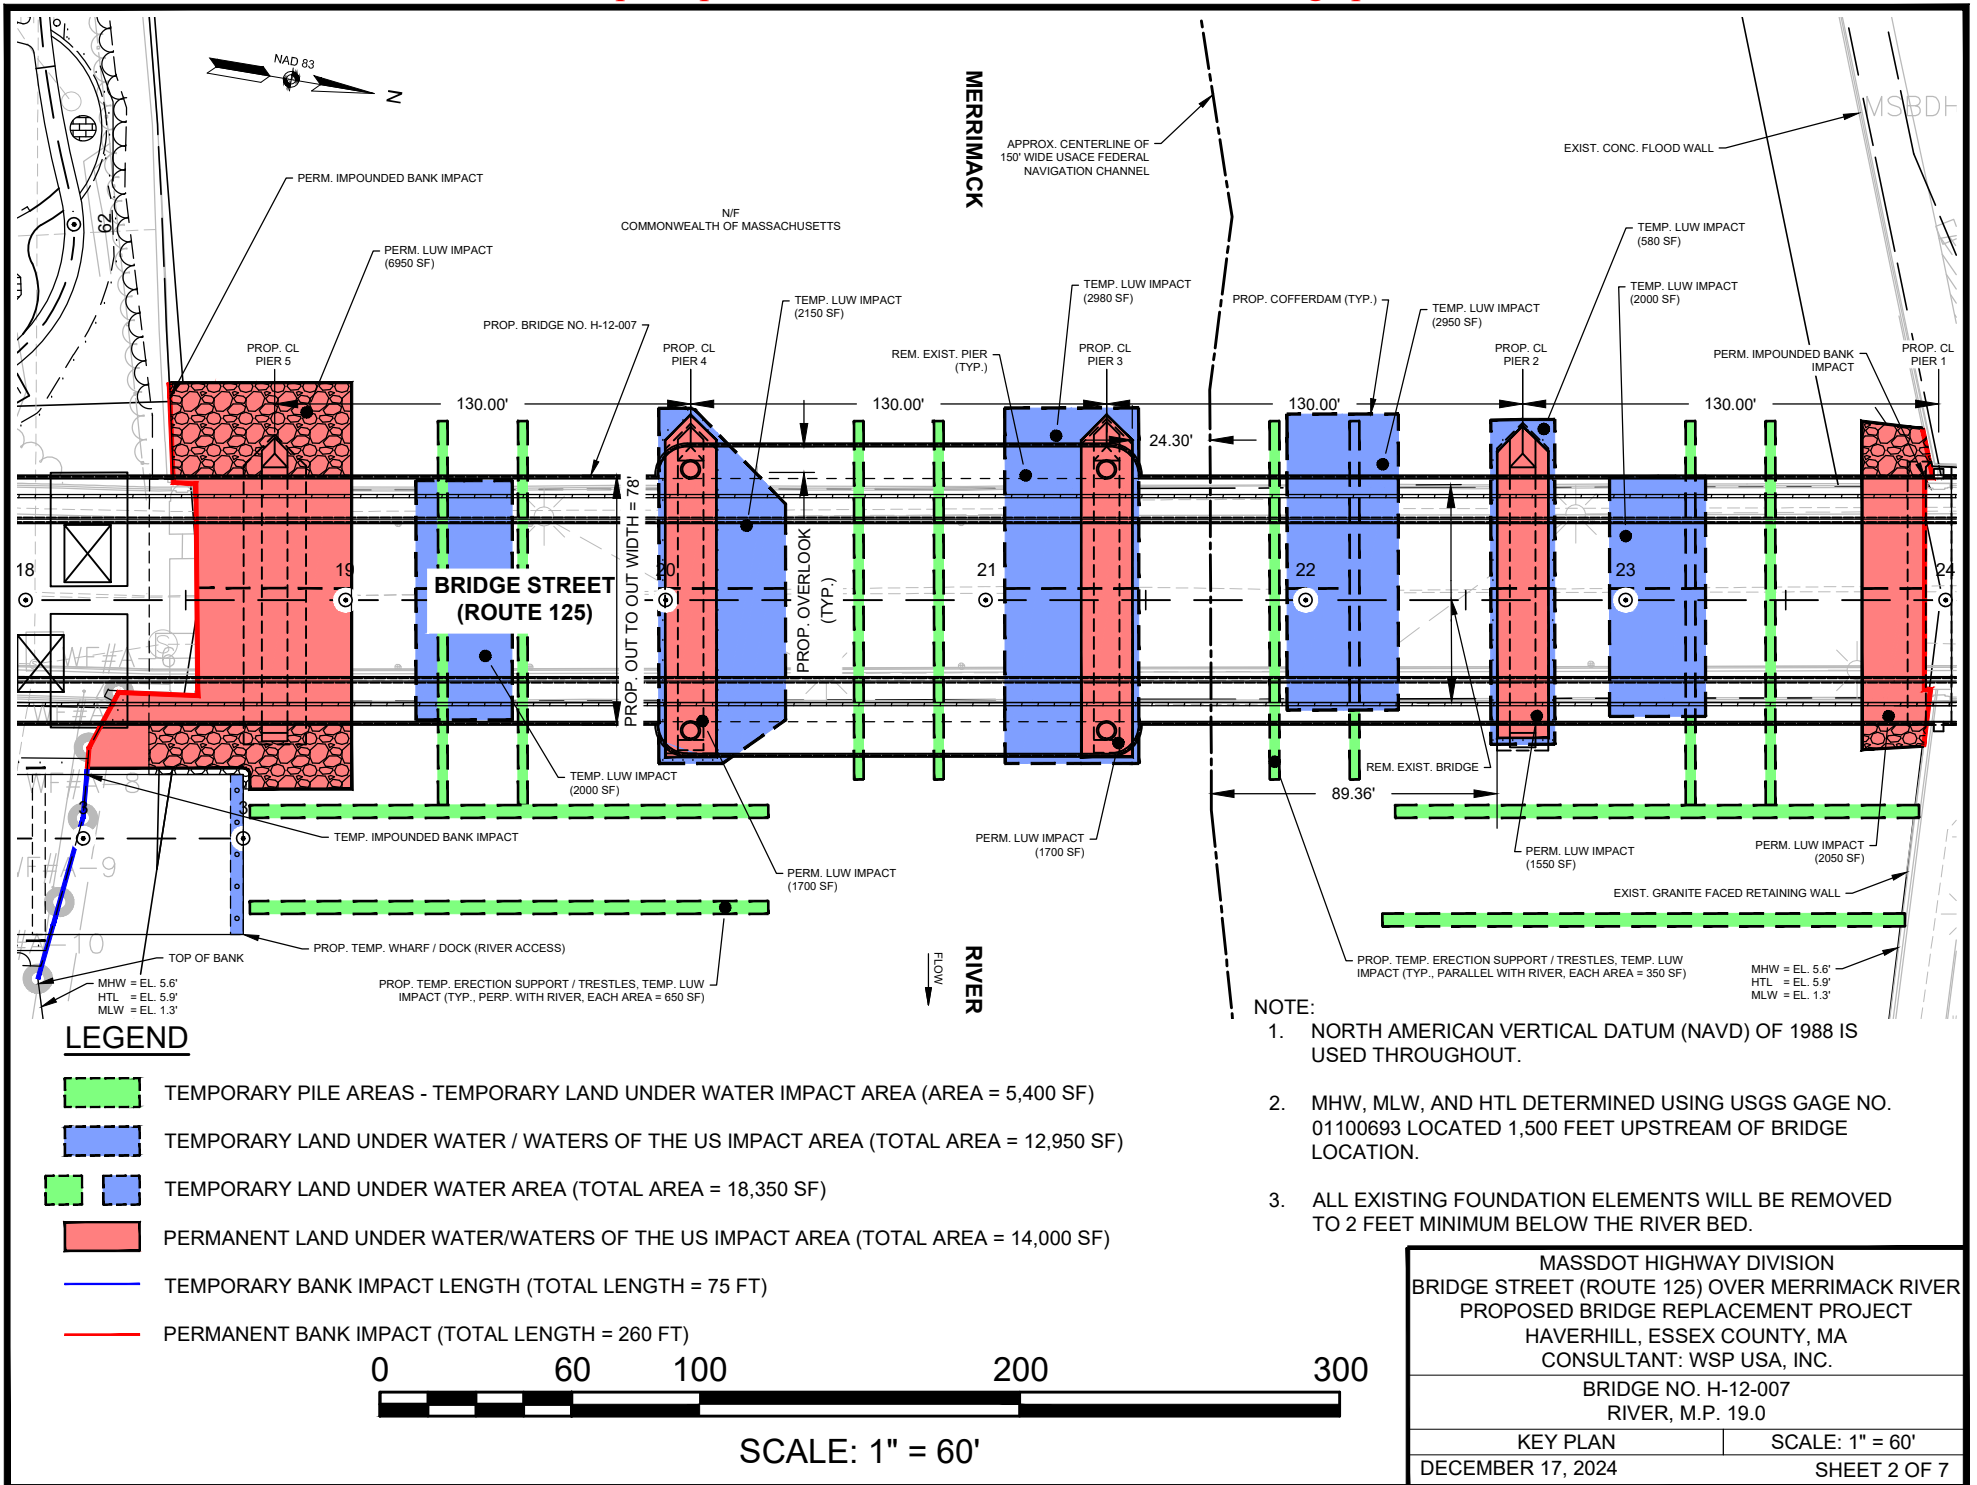 NAD 83
N
MERRIMACK
APPROX. CENTERLINE OF
150' WIDE USACE FEDERAL
NAVIGATION CHANNEL
MSBDH
EXIST. CONC. FLOOD WALL
PERM. IMPOUNDED BANK IMPACT
62
N/F
COMMONWEALTH OF MASSACHUSETTS
PERM. LUW IMPACT
(6950 SF)
TEMP. LUW IMPACT
(580 SF)
TEMP. LUW IMPACT
(2150 SF)
TEMP. LUW IMPACT
(2980 SF)
PROP. COFFERDAM (TYP.)
TEMP. LUW IMPACT
(2950 SF)
TEMP. LUW IMPACT
(2000 SF)
PROP. BRIDGE NO. H-12-007
PROP. CL
PIER 5
PROP. CL
PIER 4
REM. EXIST. PIER
(TYP.)
PROP. CL
PIER 3
PROP. CL
PIER 2
PERM. IMPOUNDED BANK
IMPACT
PROP. CL
PIER 1
130.00'
130.00'
130.00'
130.00'
24.30'
PROP. OUT TO OUT WIDTH = 78'
PROP. OVERLOOK
(TYP.)
18
19
20
21
22
23
24
BRIDGE STREET
(ROUTE 125)
WF#A-8
WF#A-9
#A-10
3
3
TEMP. LUW IMPACT
(2000 SF)
REM. EXIST. BRIDGE
89.36'
TEMP. IMPOUNDED BANK IMPACT
PERM. LUW IMPACT
(1700 SF)
PERM. LUW IMPACT
(1700 SF)
PERM. LUW IMPACT
(1550 SF)
PERM. LUW IMPACT
(2050 SF)
EXIST. GRANITE FACED RETAINING WALL
PROP. TEMP. WHARF / DOCK (RIVER ACCESS)
TOP OF BANK
MHW = EL. 5.6'
HTL = EL. 5.9'
MLW = EL. 1.3'
PROP. TEMP. ERECTION SUPPORT / TRESTLES, TEMP. LUW
IMPACT (TYP., PERP. WITH RIVER, EACH AREA = 650 SF)
FLOW
RIVER
PROP. TEMP. ERECTION SUPPORT / TRESTLES, TEMP. LUW
IMPACT (TYP., PARALLEL WITH RIVER, EACH AREA = 350 SF)
MHW = EL. 5.6'
HTL = EL. 5.9'
MLW = EL. 1.3'
LEGEND
TEMPORARY PILE AREAS - TEMPORARY LAND UNDER WATER IMPACT AREA (AREA = 5,400 SF)
TEMPORARY LAND UNDER WATER / WATERS OF THE US IMPACT AREA (TOTAL AREA = 12,950 SF)
TEMPORARY LAND UNDER WATER AREA (TOTAL AREA = 18,350 SF)
PERMANENT LAND UNDER WATER/WATERS OF THE US IMPACT AREA (TOTAL AREA = 14,000 SF)
TEMPORARY BANK IMPACT LENGTH (TOTAL LENGTH = 75 FT)
PERMANENT BANK IMPACT (TOTAL LENGTH = 260 FT)
0 60 100 200 300
SCALE: 1" = 60'
NOTE:
1. NORTH AMERICAN VERTICAL DATUM (NAVD) OF 1988 IS
USED THROUGHOUT.
2. MHW, MLW, AND HTL DETERMINED USING USGS GAGE NO.
01100693 LOCATED 1,500 FEET UPSTREAM OF BRIDGE
LOCATION.
3. ALL EXISTING FOUNDATION ELEMENTS WILL BE REMOVED
TO 2 FEET MINIMUM BELOW THE RIVER BED.
MASSDOT HIGHWAY DIVISION
BRIDGE STREET (ROUTE 125) OVER MERRIMACK RIVER
PROPOSED BRIDGE REPLACEMENT PROJECT
HAVERHILL, ESSEX COUNTY, MA
CONSULTANT: WSP USA, INC.
BRIDGE NO. H-12-007
RIVER, M.P. 19.0
KEY PLAN
SCALE: 1" = 60'
DECEMBER 17, 2024
SHEET 2 OF 7